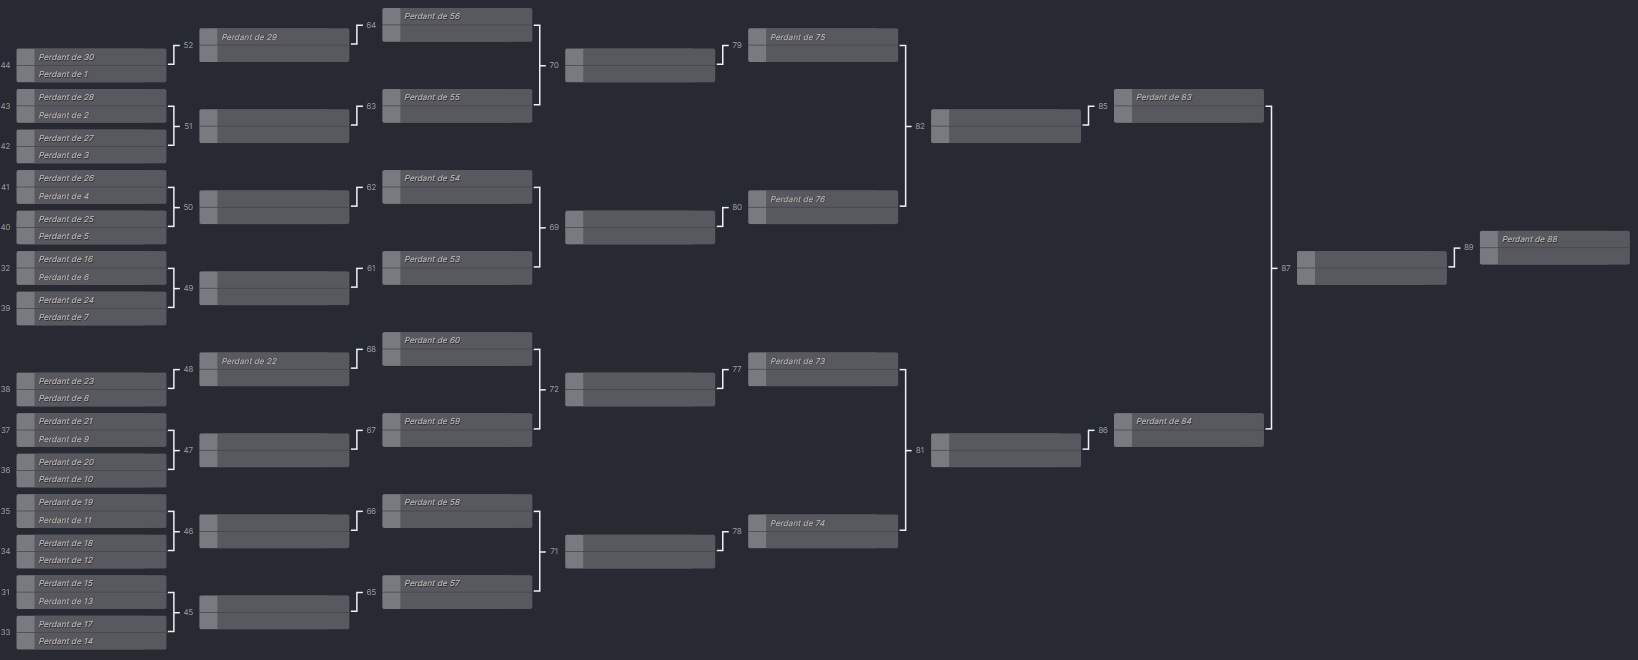 44
Perdant de 30
Perdant de 1
43
Perdant de 28
Perdant de 2
42
Perdant de 27
Perdant de 3
41
Perdant de 26
Perdant de 4
40
Perdant de 25
Perdant de 5
32
Perdant de 16
Perdant de 6
39
Perdant de 24
Perdant de 7
38
Perdant de 23
Perdant de 8
37
Perdant de 21
Perdant de 9
36
Perdant de 20
Perdant de 10
35
Perdant de 19
Perdant de 11
34
Perdant de 18
Perdant de 12
31
Perdant de 15
Perdant de 13
33
Perdant de 17
Perdant de 14
52
Perdant de 29
51
50
49
48
Perdant de 22
47
46
45
64
Perdant de 56
63
Perdant de 55
62
Perdant de 54
61
Perdant de 53
68
Perdant de 60
67
Perdant de 59
66
Perdant de 58
65
Perdant de 57
70
69
72
71
79
Perdant de 75
80
Perdant de 76
77
Perdant de 73
78
Perdant de 74
82
81
85
Perdant de 83
86
Perdant de 84
87
89
Perdant de 88